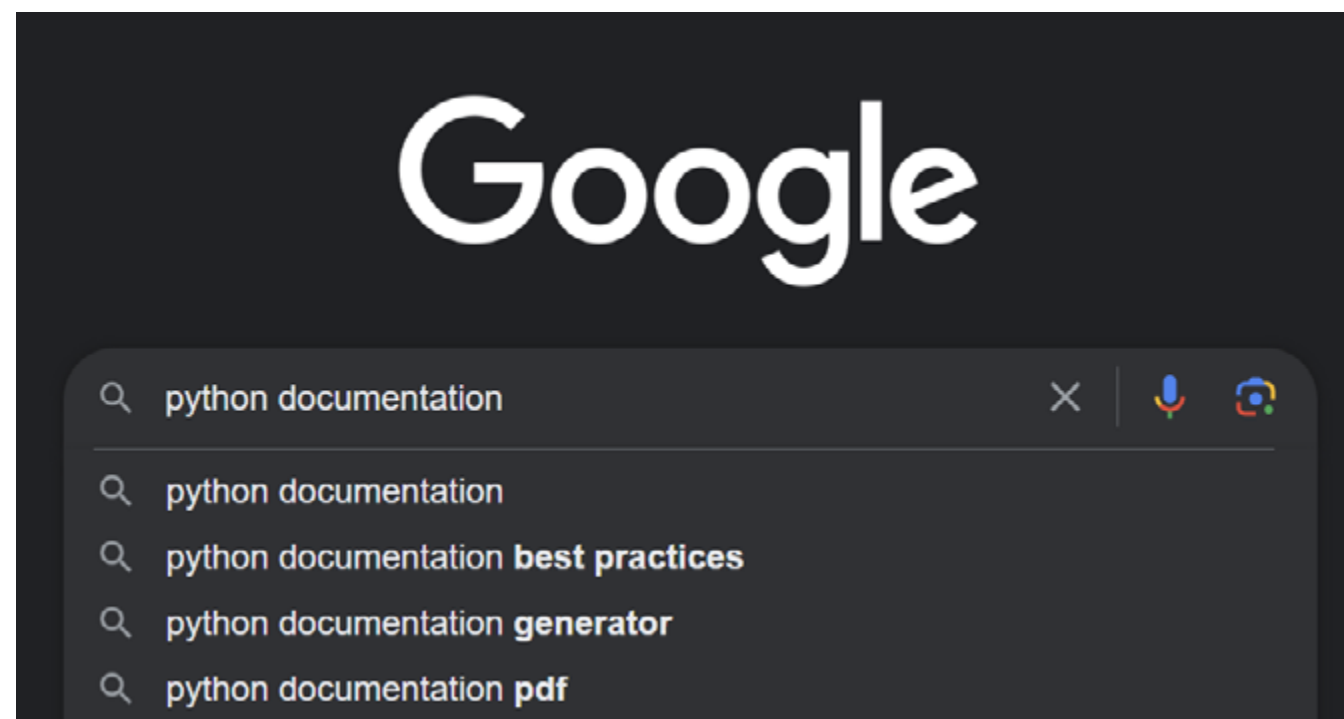 Google
python documentation
python documentation
python documentation best practices
python documentation generator
python documentation pdf